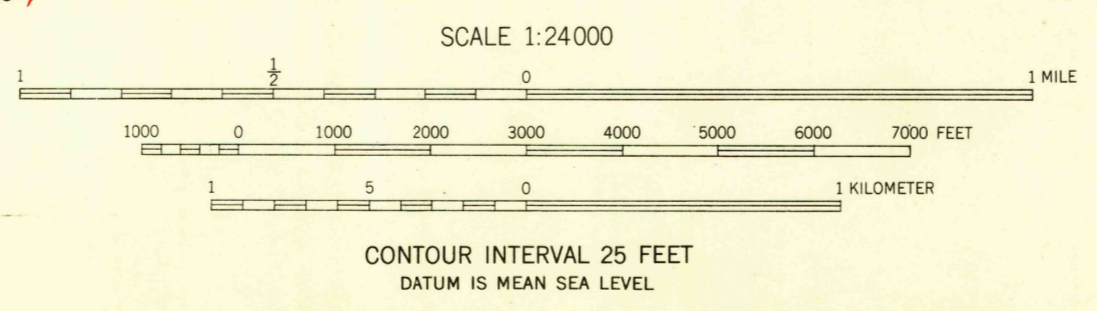 SCALE 1:24000
1 1/2 0 1 MILE
1000 0 1000 2000 3000 4000 5000 6000 7000 FEET
1 5 0 1 KILOMETER
CONTOUR INTERVAL 25 FEET
DATUM IS MEAN SEA LEVEL